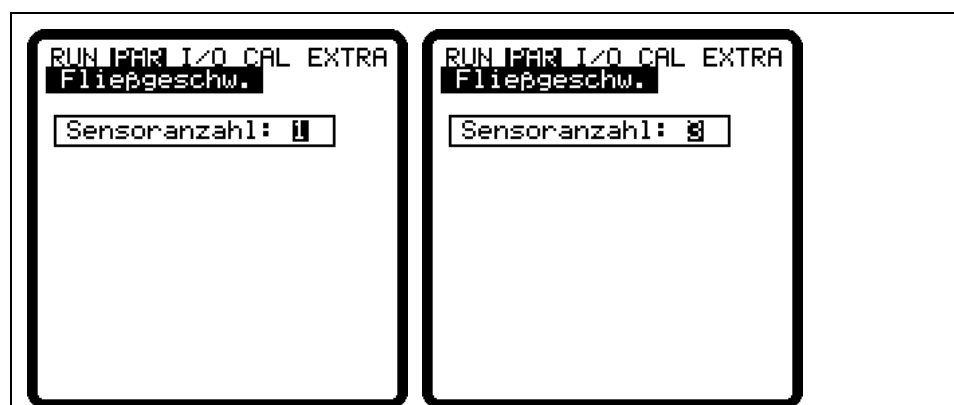 RUN PAR I/O CAL EXTRA
Fließgeschw.
Sensoranzahl: 1
RUN PAR I/O CAL EXTRA
Fließgeschw.
Sensoranzahl: 3